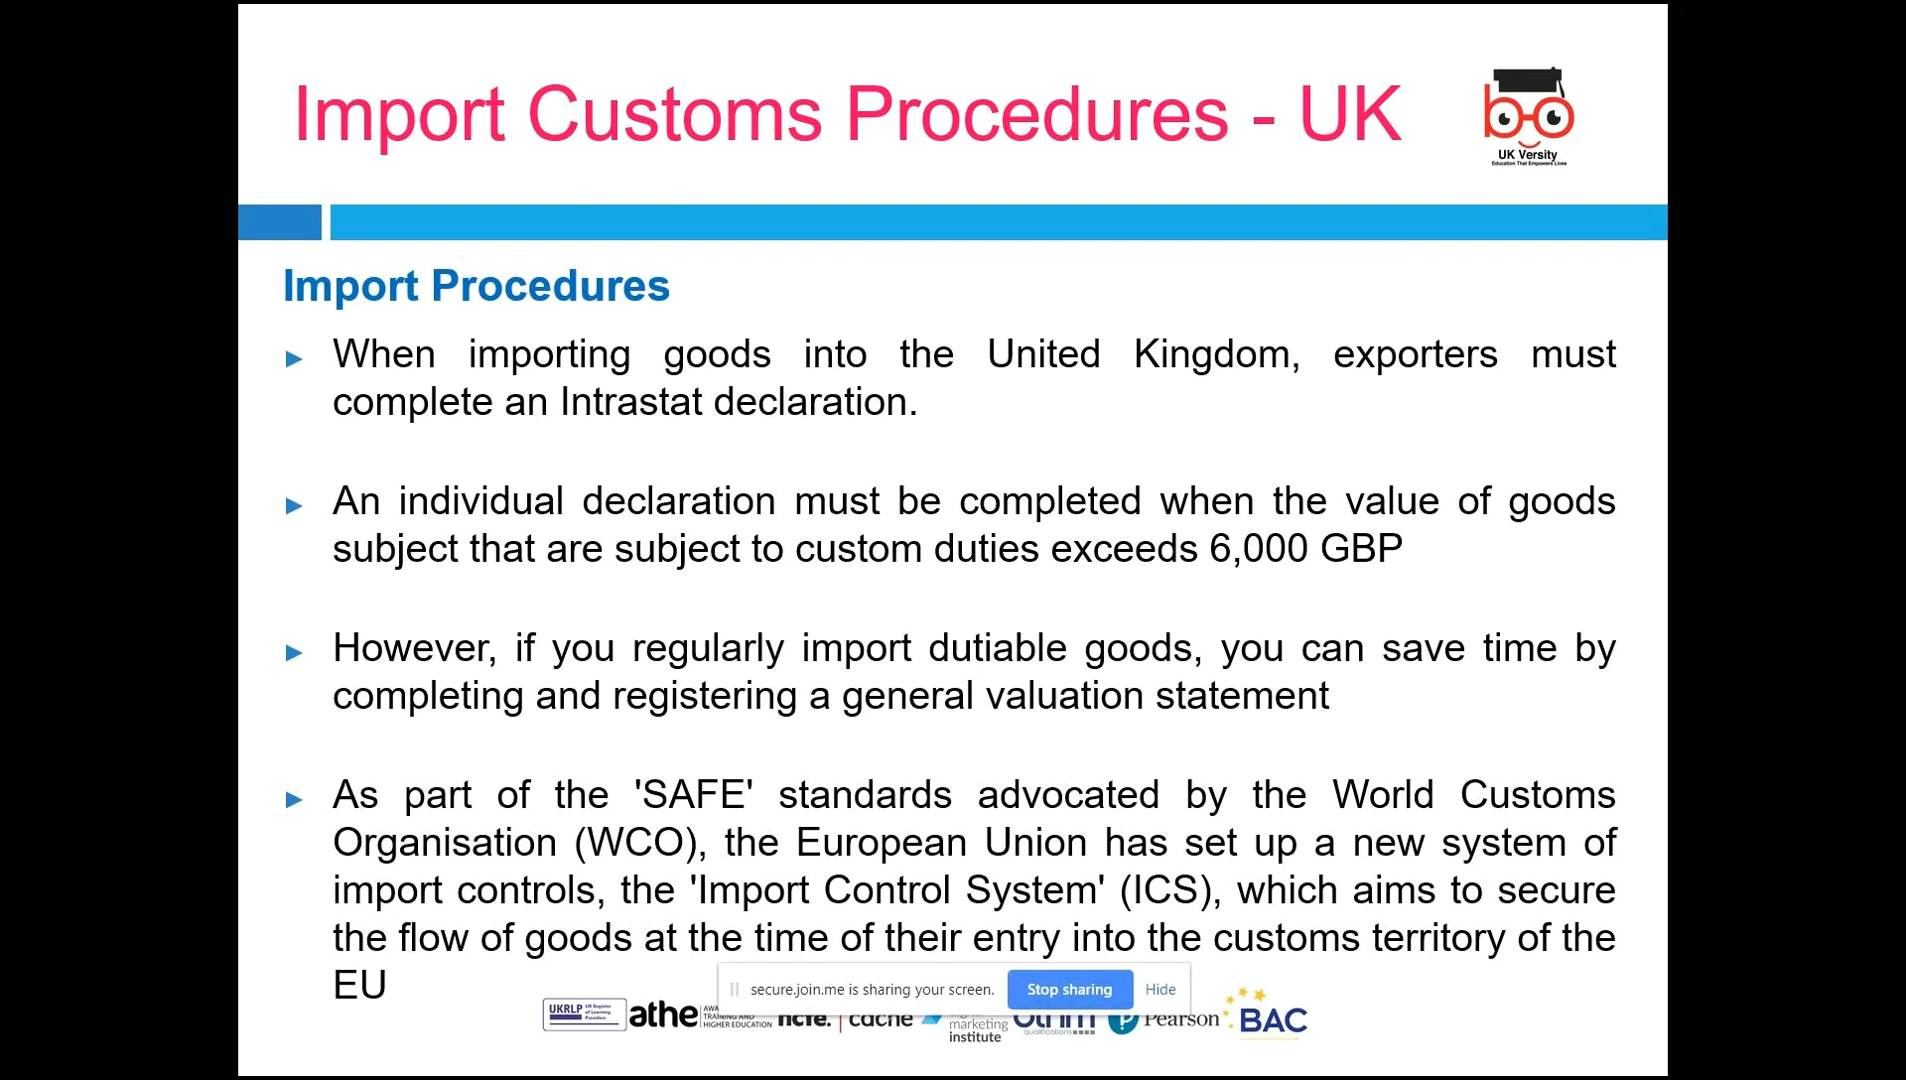 Import Customs Procedures - UK
UK Versity
Education That Empowers Lives
Import Procedures
When importing goods into the United Kingdom, exporters must
complete an Intrastat declaration.
An individual declaration must be completed when the value of goods
subject that are subject to custom duties exceeds 6,000 GBP
However, if you regularly import dutiable goods, you can save time by
completing and registering a general valuation statement
As part of the 'SAFE' standards advocated by the World Customs
Organisation (WCO), the European Union has set up a new system of
import controls, the 'Import Control System' (ICS), which aims to secure
the flow of goods at the time of their entry into the customs territory of the
EU
secure.join.me is sharing your screen. Stop sharing Hide
UKRLP UK Register of Learning Providers
athe
TRAINING AND
HIGHER EDUCATION
ncfe. cache
marketing
institute
othm
qualifications
Pearson
BAC